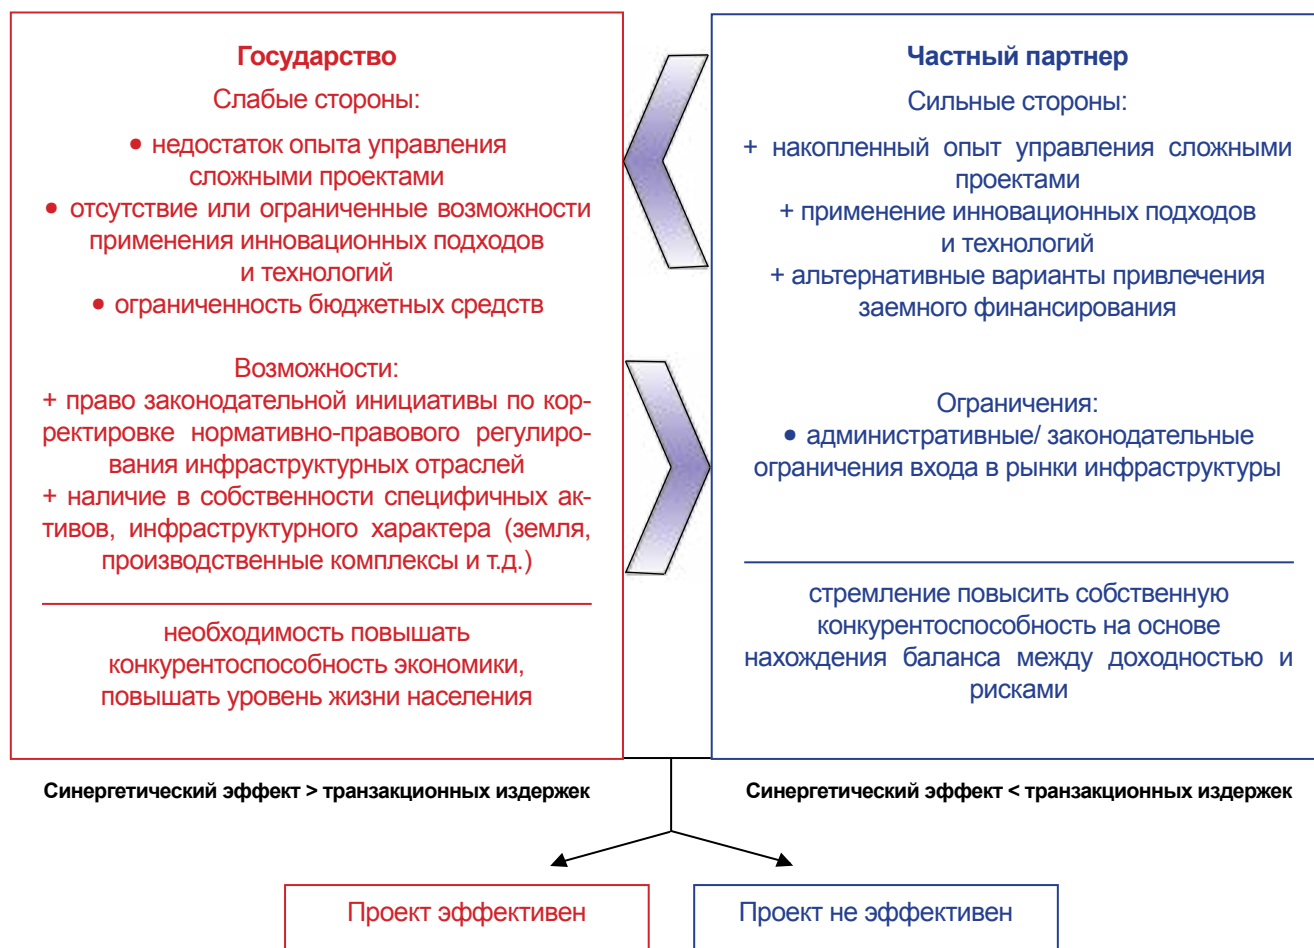 Государство
Слабые стороны:
• недостаток опыта управления
сложными проектами
• отсутствие или ограниченные возможности
применения инновационных подходов
и технологий
• ограниченность бюджетных средств
Возможности:
+ право законодательной инициативы по кор-
ректировке нормативно-правового регулиро-
вания инфраструктурных отраслей
+ наличие в собственности специфичных ак-
тивов, инфраструктурного характера (земля,
производственные комплексы и т.д.)
необходимость повышать
конкурентоспособность экономики,
повышать уровень жизни населения
Частный партнер
Сильные стороны:
+ накопленный опыт управления сложными
проектами
+ применение инновационных подходов
и технологий
+ альтернативные варианты привлечения
заемного финансирования
Ограничения:
• административные/ законодательные
ограничения входа в рынки инфраструктуры
стремление повысить собственную
конкурентоспособность на основе
нахождения баланса между доходностью и
рисками
Синергетический эффект > транзакционных издержек
Синергетический эффект < транзакционных издержек
Проект эффективен
Проект не эффективен